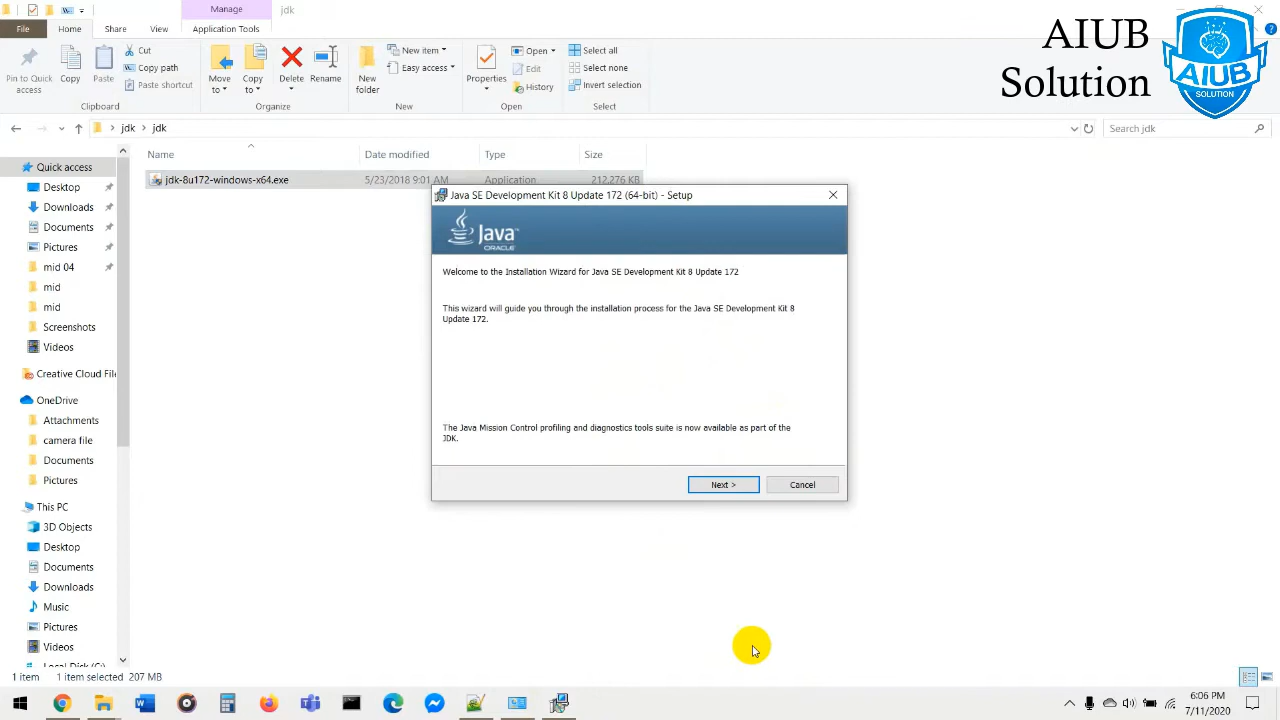 Manage
jdk
File
Home
Share
View
Application Tools
AIUB
Solution
AIUB
SOLUTION
Pin to Quick
access
Copy
Paste
Cut
Copy path
Paste shortcut
Move
to
Copy
to
Delete
Rename
New
folder
New item
Easy access
Properties
Open
Edit
History
Select all
Select none
Invert selection
Clipboard
Organize
New
Open
Select
jdk
jdk
Search jdk
Name
Date modified
Type
Size
jdk-8u172-windows-x64.exe
5/23/2018 9:01 AM
Application
212,276 KB
Quick access
Desktop
Downloads
Documents
Pictures
mid 04
mid
mid
Screenshots
Videos
Creative Cloud File
OneDrive
Attachments
camera file
Documents
Pictures
This PC
3D Objects
Desktop
Documents
Downloads
Music
Pictures
Videos
Local Disk (C:)
Java SE Development Kit 8 Update 172 (64-bit) - Setup
Java™
ORACLE
Welcome to the Installation Wizard for Java SE Development Kit 8 Update 172
This wizard will guide you through the installation process for the Java SE Development Kit 8
Update 172.
The Java Mission Control profiling and diagnostics tools suite is now available as part of the
JDK.
Next >
Cancel
1 item
1 item selected 207 MB
6:06 PM
7/11/2020